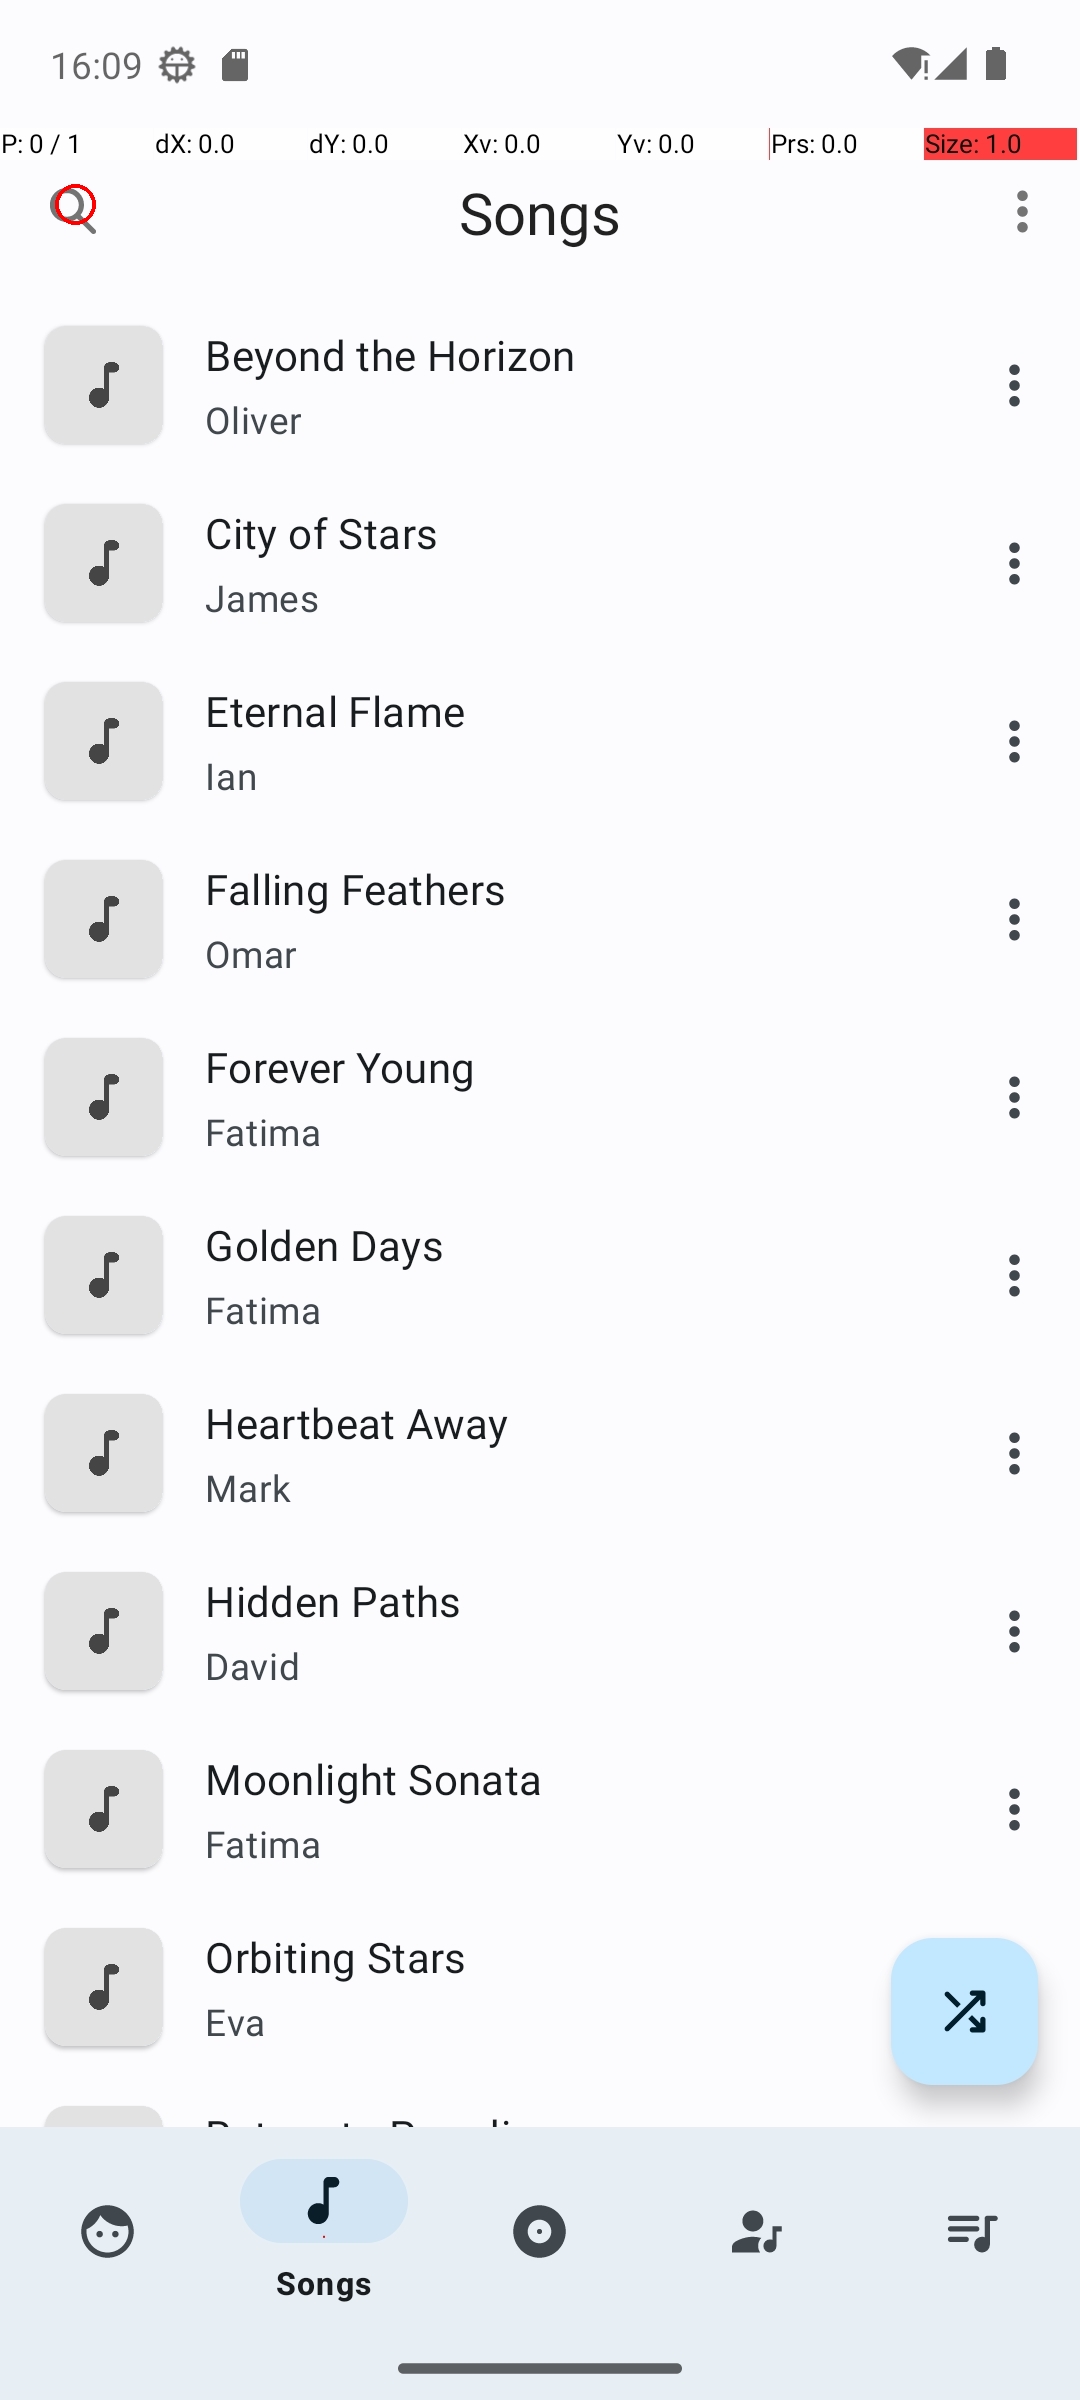 16:09
P: 0 / 1 dX: 0.0 dY: 0.0 Xv: 0.0 Yv: 0.0 Prs: 0.0 Size: 1.0
Songs
Beyond the Horizon
Oliver
City of Stars
James
Eternal Flame
Ian
Falling Feathers
Omar
Forever Young
Fatima
Golden Days
Fatima
Heartbeat Away
Mark
Hidden Paths
David
Moonlight Sonata
Fatima
Orbiting Stars
Eva
Songs